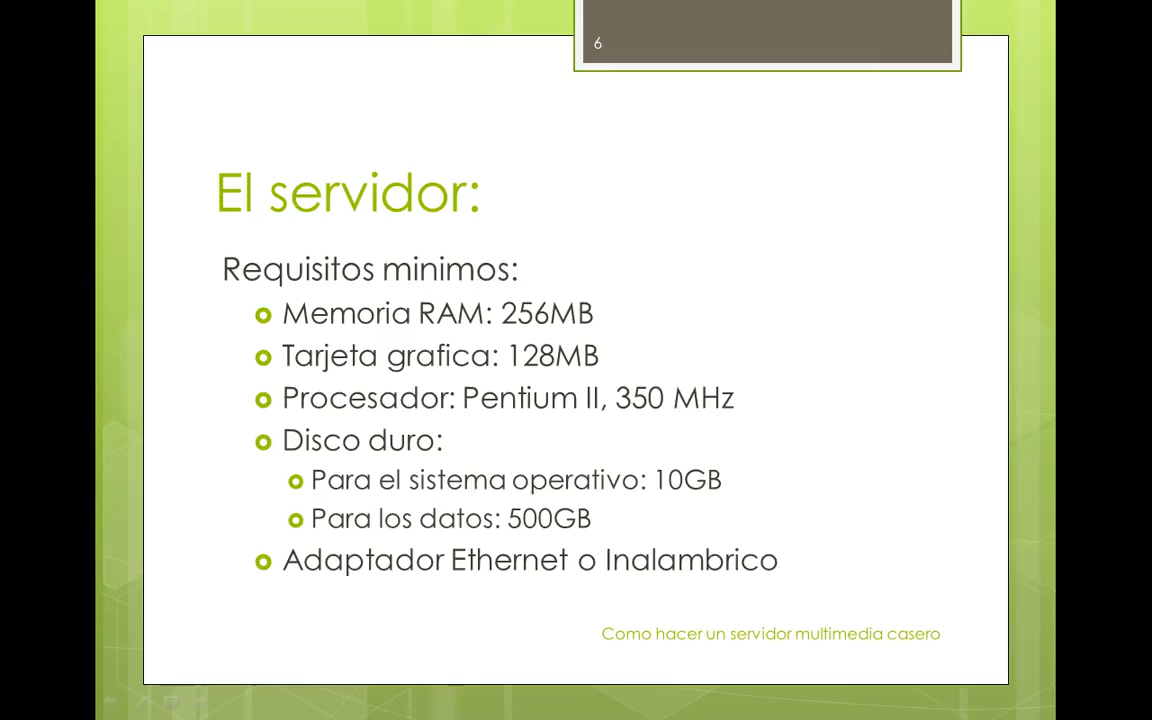 6
El servidor:
Requisitos minimos:
Memoria RAM: 256MB
Tarjeta grafica: 128MB
Procesador: Pentium II, 350 MHz
Disco duro:
Para el sistema operativo: 10GB
Para los datos: 500GB
Adaptador Ethernet o Inalambrico
Como hacer un servidor multimedia casero